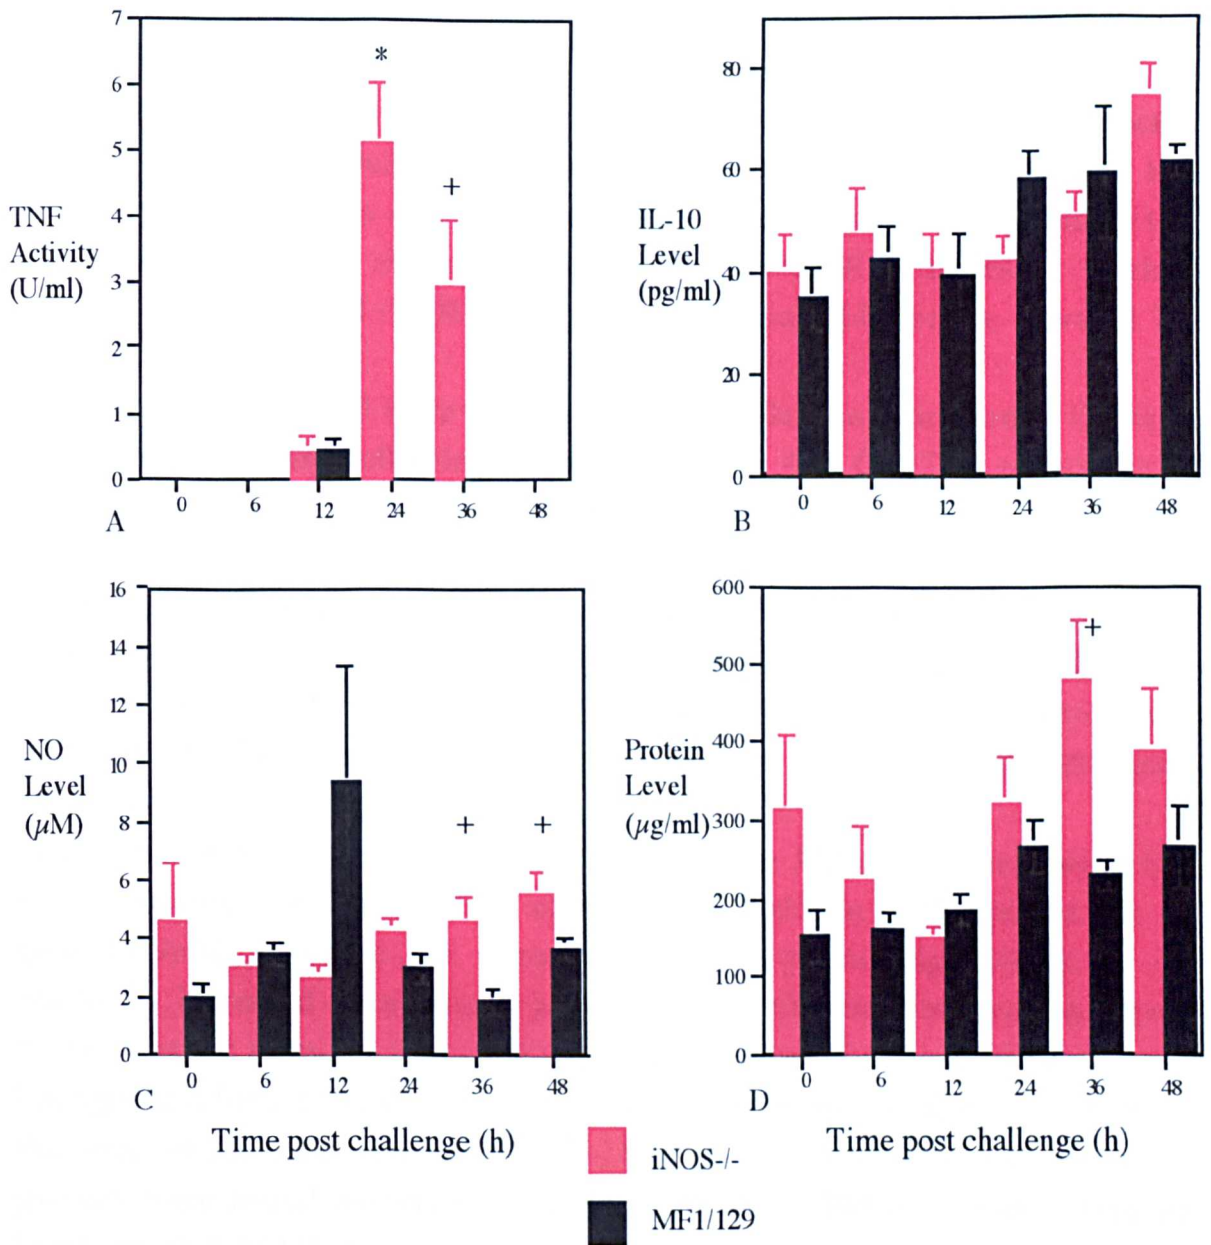 7
6
5
4
3
2
1
0
TNF
Activity
(U/ml)
*
+
0 6 12 24 36 48
A
80
60
40
20
0
IL-10
Level
(pg/ml)
0 6 12 24 36 48
B
16
14
12
10
8
6
4
2
0
NO
Level
(µM)
+ +
0 6 12 24 36 48
C
Time post challenge (h)
600
500
400
300
200
100
0
Protein
Level
(µg/ml)
+
0 6 12 24 36 48
D
Time post challenge (h)
iNOS-/-
MF1/129